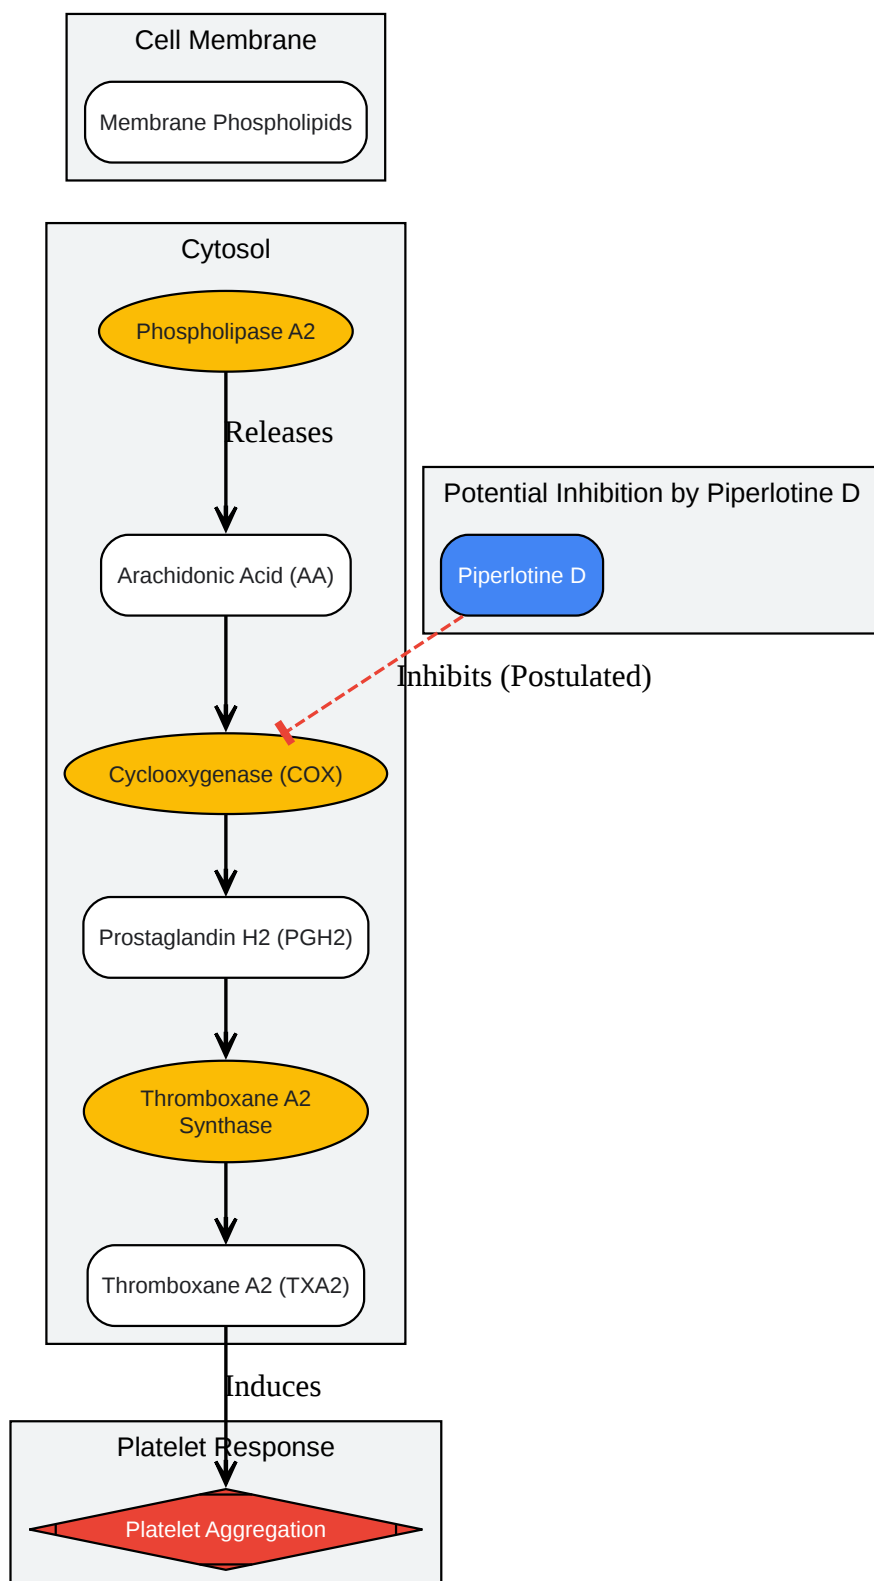 Cell Membrane
Membrane Phospholipids
Cytosol
Phospholipase A2
Releases
Potential Inhibition by Piperlotine D
Arachidonic Acid (AA)
Piperlotine D
Inhibits (Postulated)
Cyclooxygenase (COX)
Prostaglandin H2 (PGH2)
Thromboxane A2
Synthase
Thromboxane A2 (TXA2)
Induces
Platelet Response
Platelet Aggregation